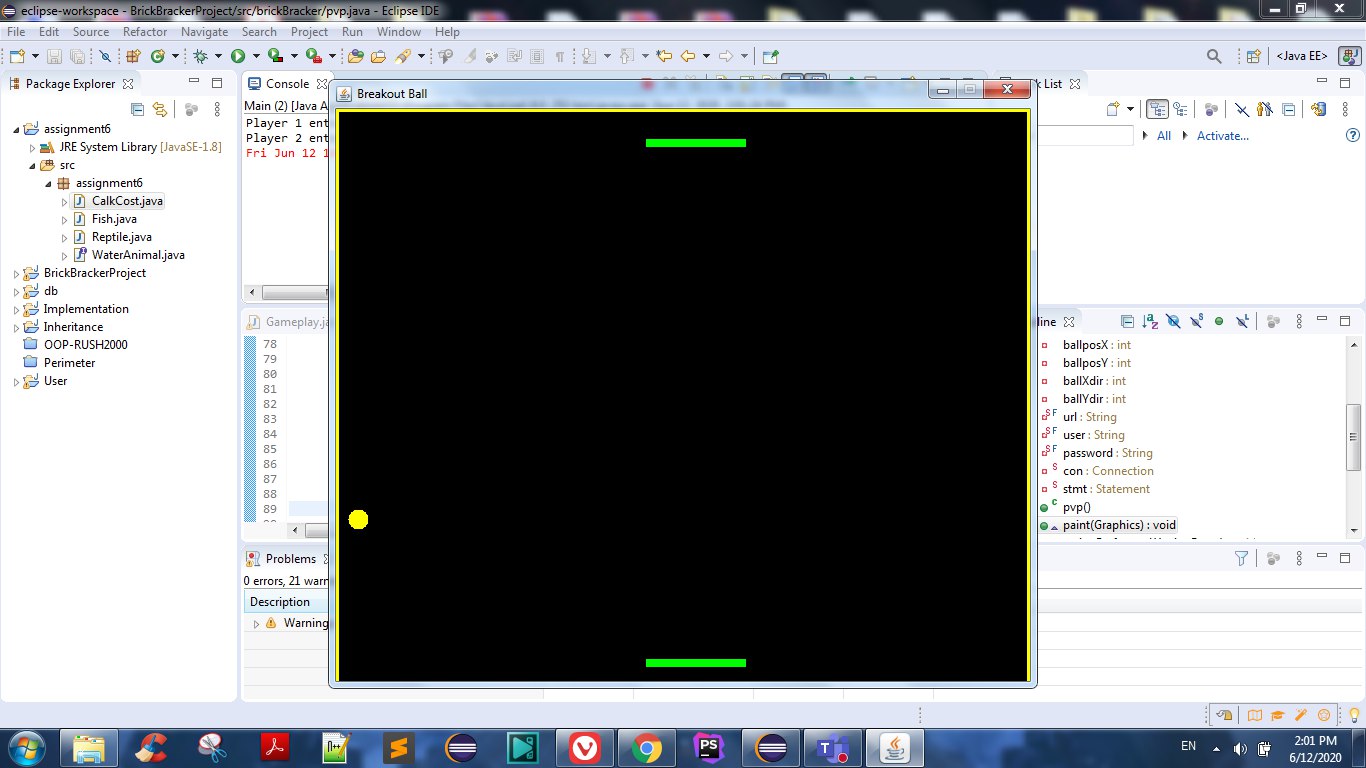 eclipse-workspace - BrickBrackerProject/src/brickBracker/pvp.java - Eclipse IDE
File Edit Source Refactor Navigate Search Project Run Window Help
<Java EE>
Package Explorer
assignment6
JRE System Library [JavaSE-1.8]
src
assignment6
CalkCost.java
Fish.java
Reptile.java
WaterAnimal.java
BrickBrackerProject
db
Implementation
Inheritance
OOP-RUSH2000
Perimeter
User
Console
Main (2) [Java A
Player 1 ent
Player 2 ent
Fri Jun 12 1
Breakout Ball
List
All Activate...
Gameplay.ja
78
79
80
81
82
83
84
85
86
87
88
89
line
ballposX : int
ballposY : int
ballXdir : int
ballYdir : int
url : String
user : String
password : String
con : Connection
stmt : Statement
pvp()
paint(Graphics) : void
Problems
0 errors, 21 warn
Description
Warning
EN
2:01 PM
6/12/2020